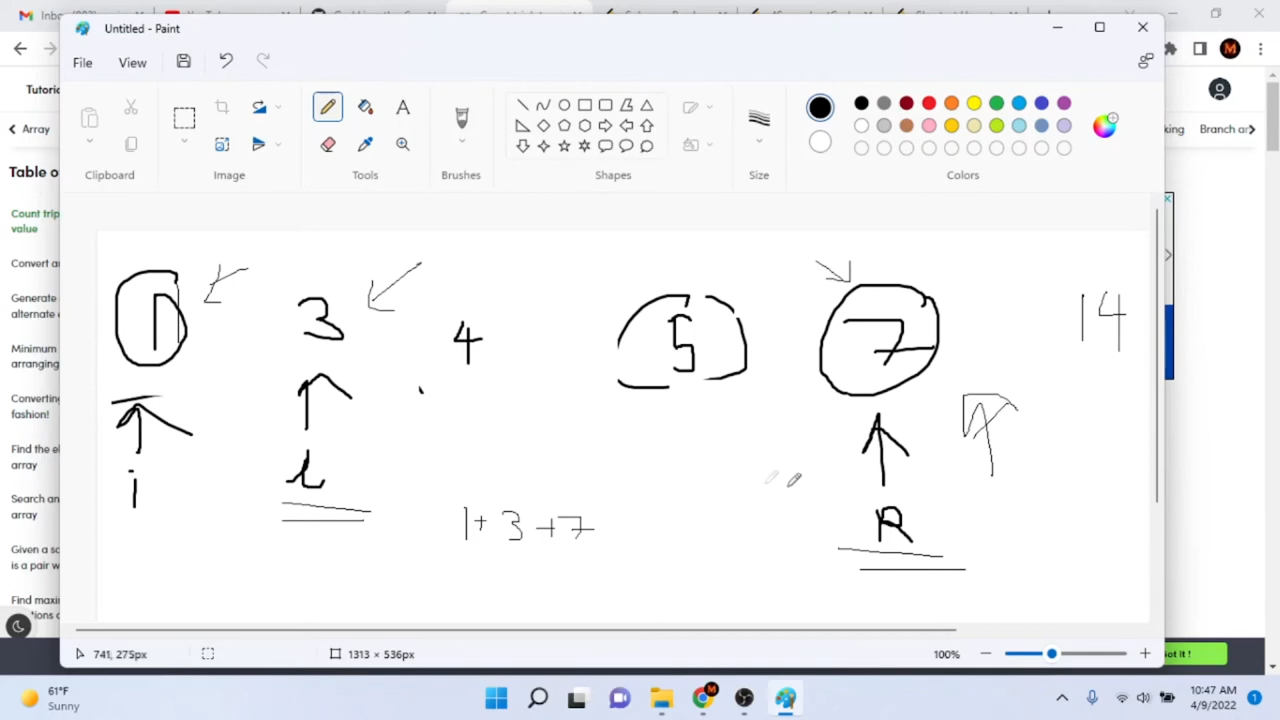 Untitled - Paint
File View
Clipboard Image Tools Brushes Shapes Size Colors
Tutori
Array
king Branch ar
Table o
Count trip
value
Convert a
Generate
alternate
Minimum
arranging
Converting
fashion!
Find the el
array
Search an
array
Given a so
is a pair w
Find maxi
1 3 4 5 7 14
i l R
1+3+7
741, 275px 1313 × 536px 100%
Got It !
61°F
Sunny
10:47 AM
4/9/2022
1